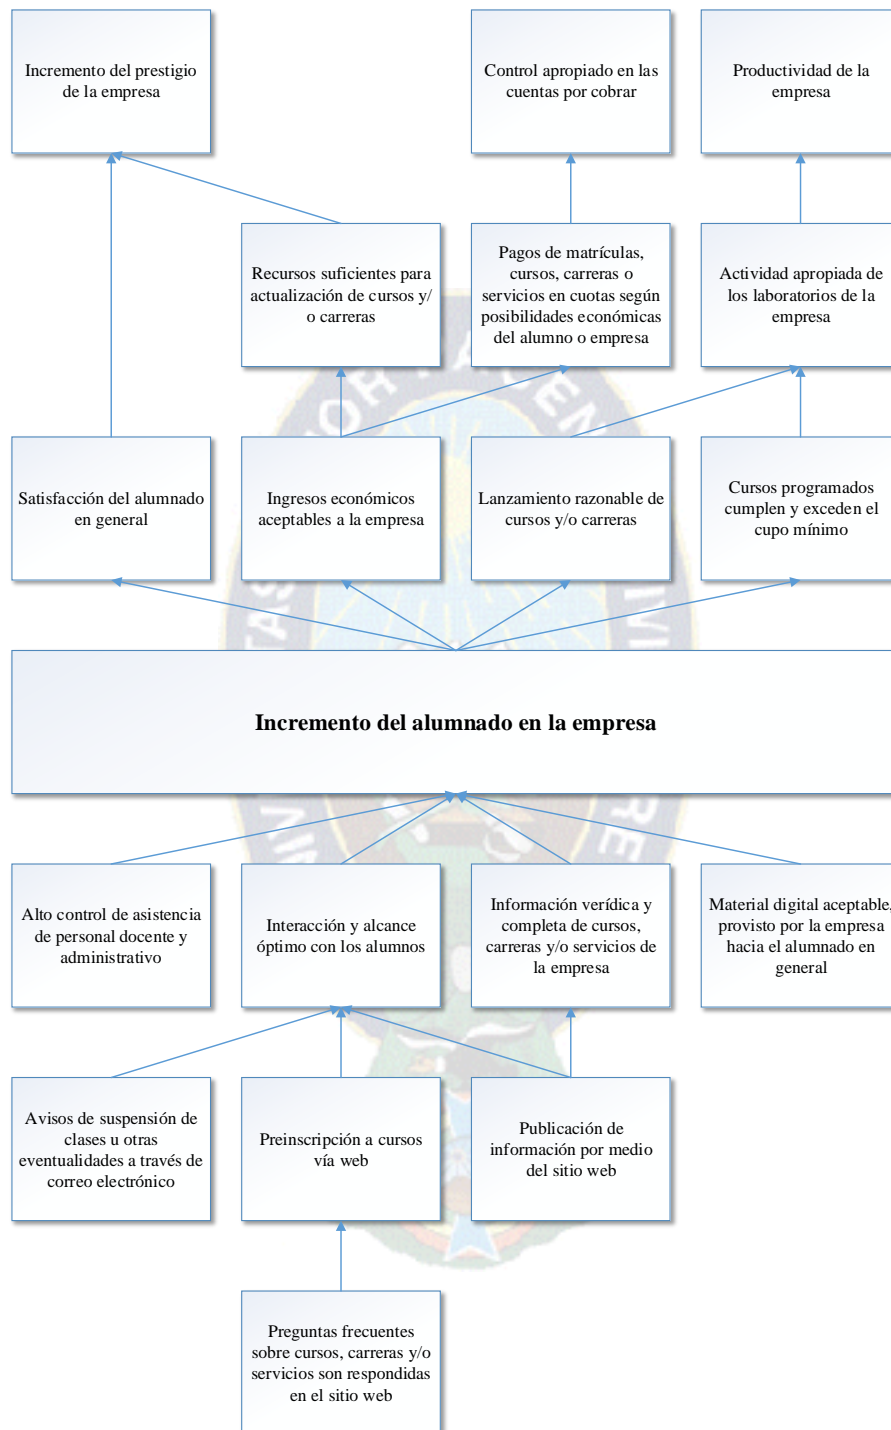 Incremento del prestigio
de la empresa
Control apropiado en las
cuentas por cobrar
Productividad de la
empresa
Recursos suficientes para
actualización de cursos y/
o carreras
Pagos de matrículas,
cursos, carreras o
servicios en cuotas según
posibilidades económicas
del alumno o empresa
Actividad apropiada de
los laboratorios de la
empresa
Satisfacción del alumnado
en general
Ingresos económicos
aceptables a la empresa
Lanzamiento razonable de
cursos y/o carreras
Cursos programados
cumplen y exceden el
cupo mínimo
Incremento del alumnado en la empresa
Alto control de asistencia
de personal docente y
administrativo
Interacción y alcance
óptimo con los alumnos
Información verídica y
completa de cursos,
carreras y/o servicios de
la empresa
Material digital aceptable,
provisto por la empresa
hacia el alumnado en
general
Avisos de suspensión de
clases u otras
eventualidades a través de
correo electrónico
Preinscripción a cursos
vía web
Publicación de
información por medio
del sitio web
Preguntas frecuentes
sobre cursos, carreras y/o
servicios son respondidas
en el sitio web